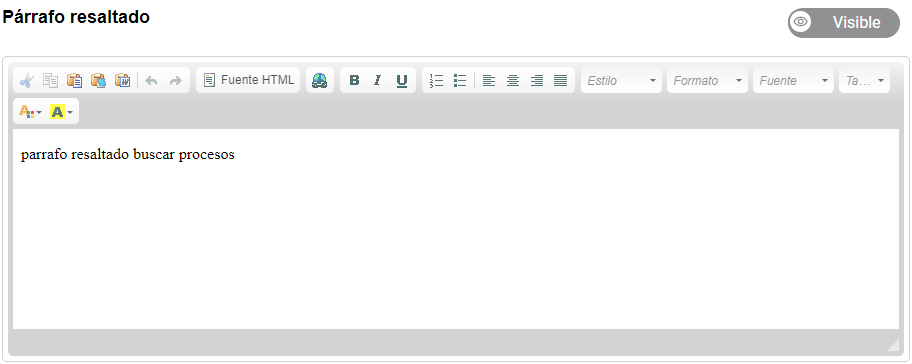 Párrafo resaltado
Visible
Fuente HTML
B I U
Estilo
Formato
Fuente
Ta...
A
A
parrafo resaltado buscar procesos